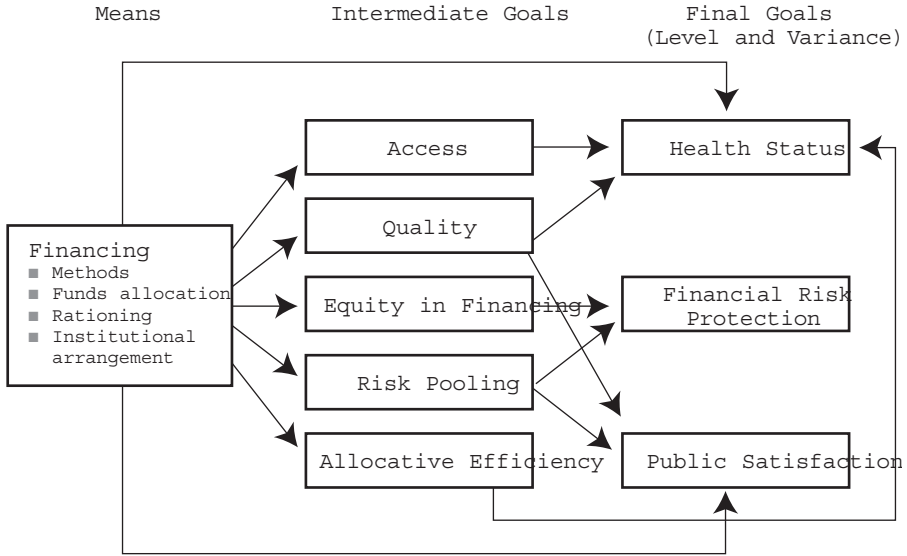 Means
Intermediate Goals
Final Goals
(Level and Variance)
Financing
■ Methods
■ Funds allocation
■ Rationing
■ Institutional
arrangement
Access
Quality
Equity in Financing
Risk Pooling
Allocative Efficiency
Health Status
Financial Risk
Protection
Public Satisfaction